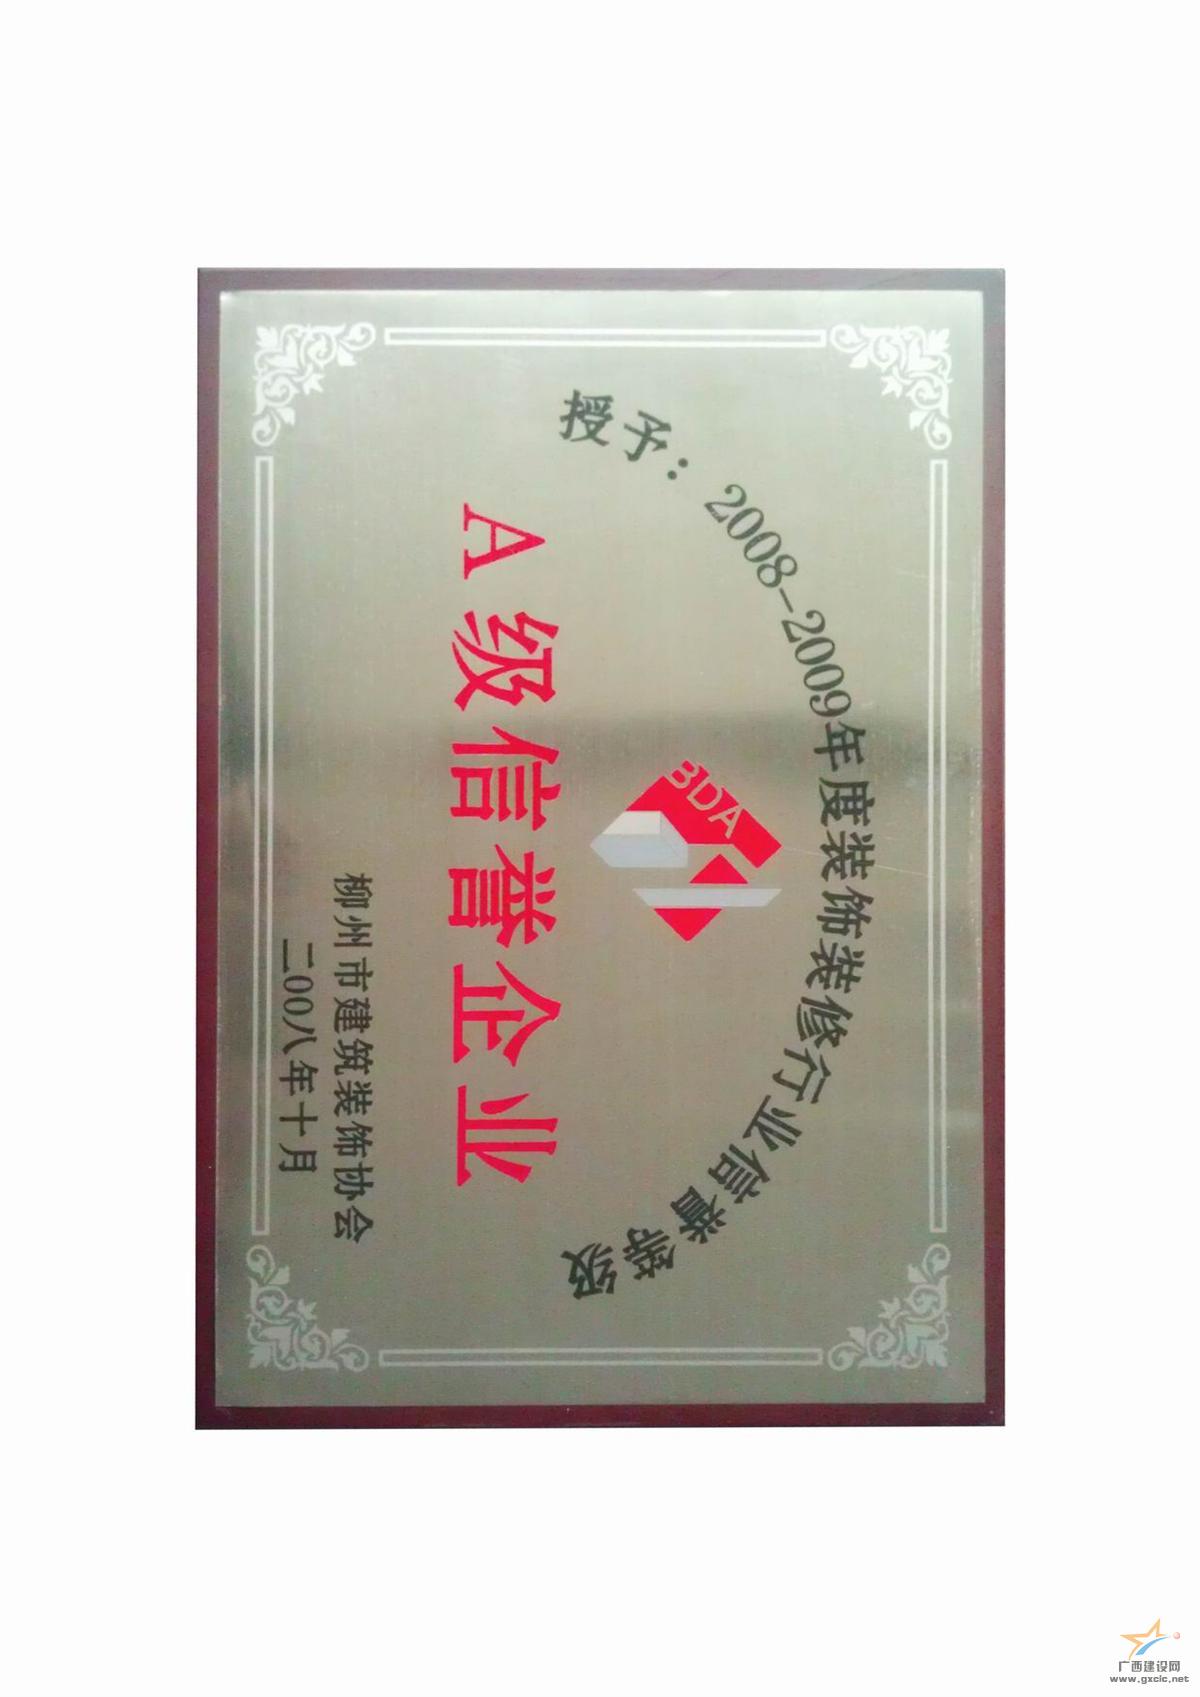 授予：2008-2009年度装饰装修行业信誉等级
BDA
A级信誉企业
柳州市建筑装饰协会
二00八年十月
广西建设网
www.gxcic.net